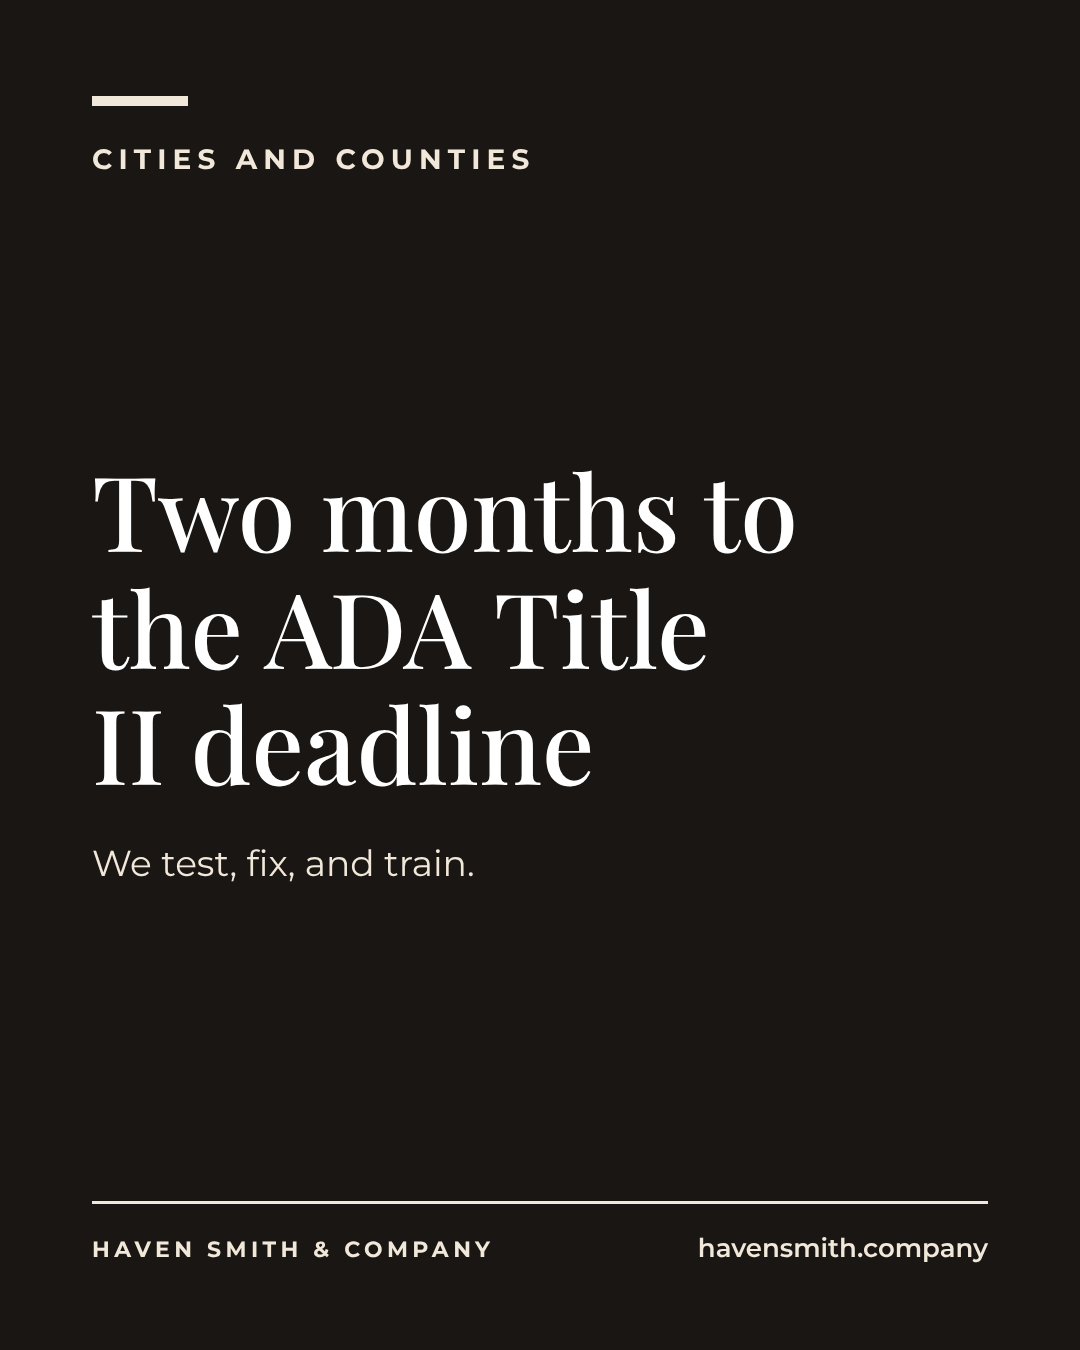 CITIES AND COUNTIES
Two months to
the ADA Title
II deadline
We test, fix, and train.
HAVEN SMITH & COMPANY
havensmith.company